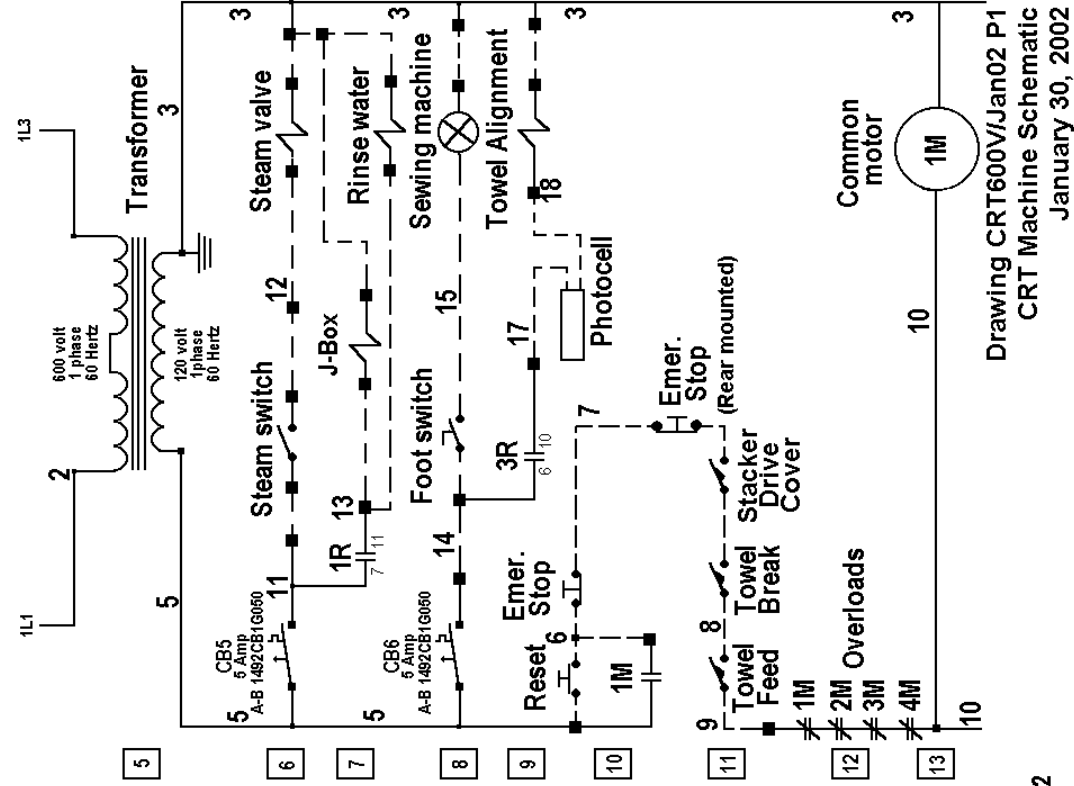 1L1
1L3
2
600 volt
1 phase
60 Hertz
Transformer
120 volt
1phase
60 Hertz
3
5
5
3
3
3
3
6
5
CB5
5 Amp
A-B 1492CB1G050
11
Steam switch
12
Steam valve
7
1R
7
11
13
J-Box
Rinse water
8
5
CB6
5 Amp
A-B 1492CB1G050
14
Foot switch
15
Sewing machine
9
3R
6
10
17
Photocell
18
Towel Alignment
10
Reset
6
Emer.
Stop
7
1M
Emer.
Stop
(Rear mounted)
11
9
Towel
Feed
8
Towel
Break
Stacker
Drive
Cover
12
1M
2M
3M
4M
Overloads
13
10
10
Common
motor
1M
Drawing CRT600V/Jan02 P1
CRT Machine Schematic
January 30, 2002
2